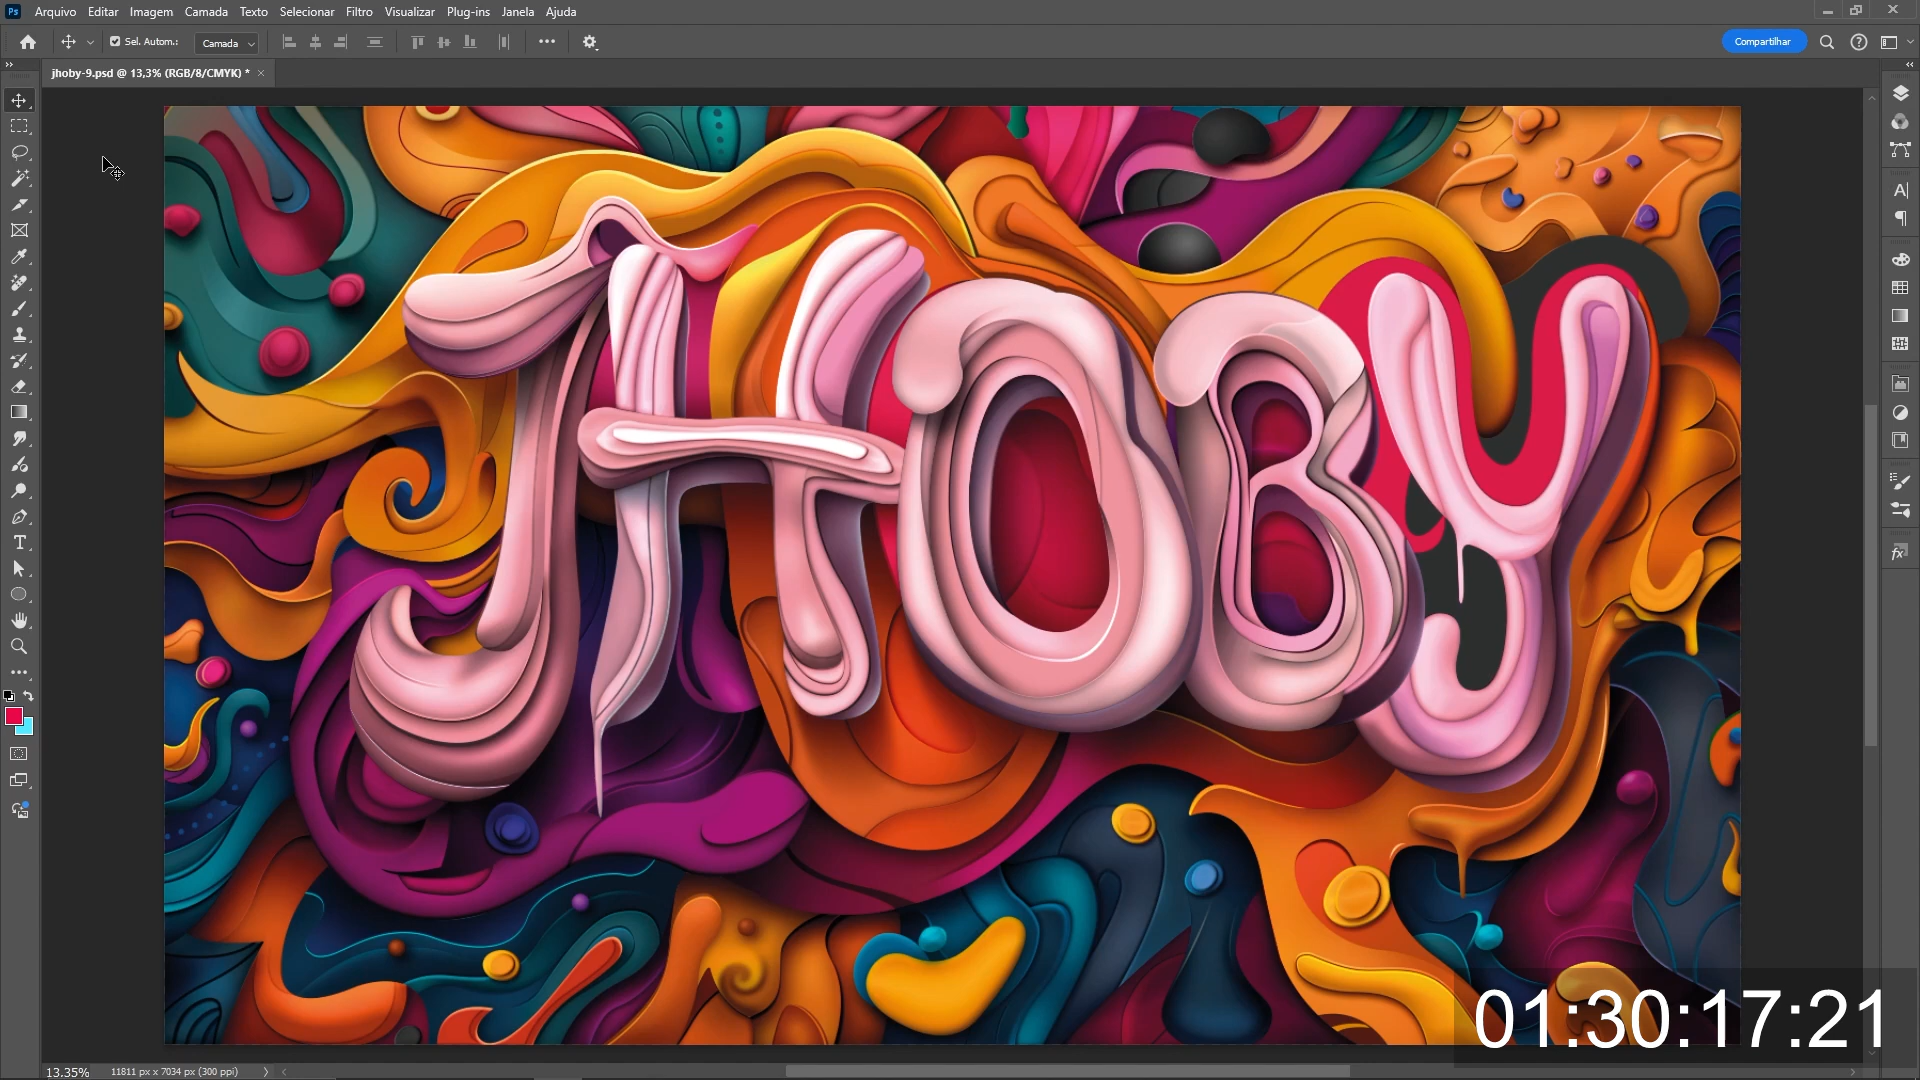 Ps Arquivo Editar Imagem Camada Texto Selecionar Filtro Visualizar Plug-ins Janela Ajuda
Sel. Autom.: Camada Compartilhar
jhoby-9.psd @ 13,3% (RGB/8/CMYK) *
JHOBY
01:30:17:21
13.35% 11811 px x 7034 px (300 ppi)